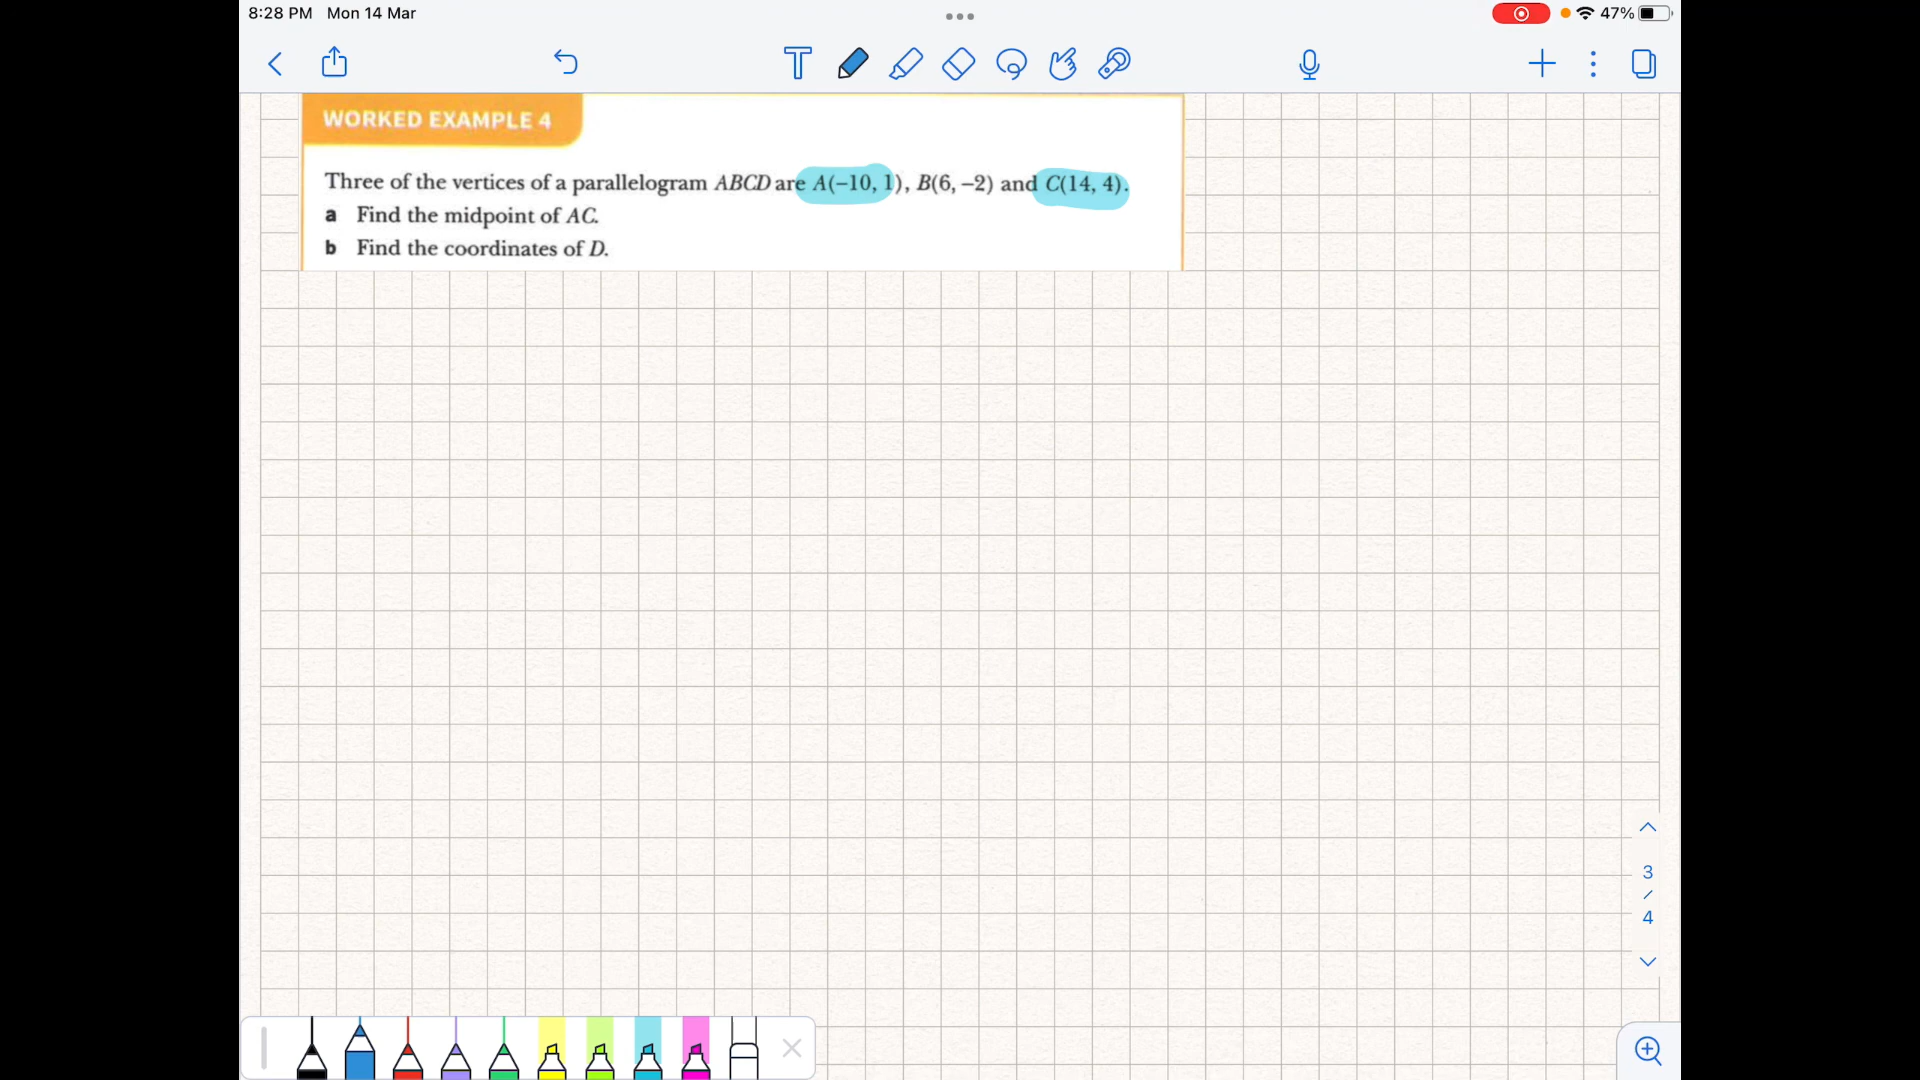 8:28 PM Mon 14 Mar
47%
WORKED EXAMPLE 4
Three of the vertices of a parallelogram ABCD are A(−10, 1), B(6, −2) and C(14, 4).
a Find the midpoint of AC.
b Find the coordinates of D.
3
/
4